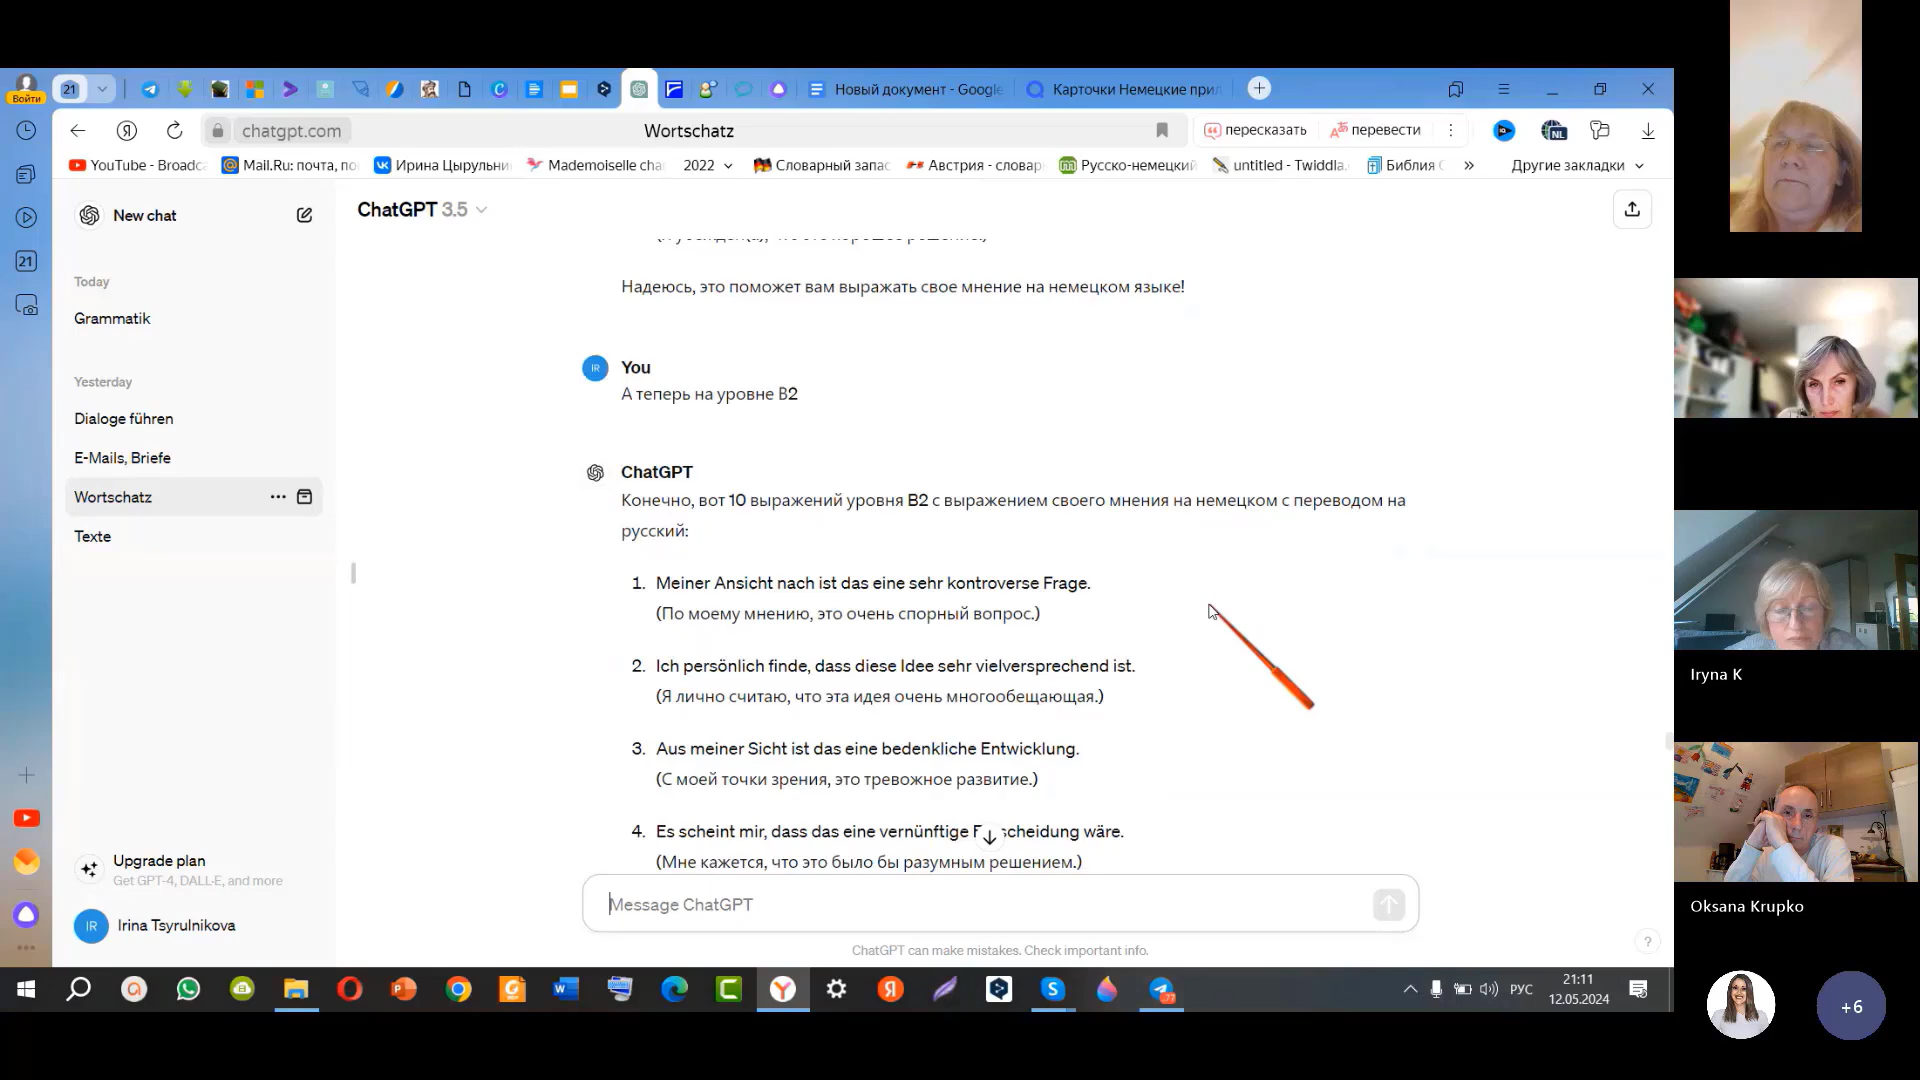 Войти
21
Новый документ - Google
Карточки Немецкие при
chatgpt.com
Wortschatz
пересказать
перевести
NL
YouTube - Broadca
Mail.Ru: почта, по
Ирина Цырульни
Mademoiselle cha
2022
Словарный запас
Австрия - словар
Русско-немецкий
untitled - Twiddla.
Библия
Другие закладки
21
New chat
Today
Grammatik
Yesterday
Dialoge führen
E-Mails, Briefe
Wortschatz
Texte
Upgrade plan
Get GPT-4, DALL·E, and more
IR
Irina Tsyrulnikova
ChatGPT 3.5
Надеюсь, это поможет вам выражать свое мнение на немецком языке!
IR
You
А теперь на уровне B2
ChatGPT
Конечно, вот 10 выражений уровня B2 с выражением своего мнения на немецком с переводом на
русский:
1. Meiner Ansicht nach ist das eine sehr kontroverse Frage.
(По моему мнению, это очень спорный вопрос.)
2. Ich persönlich finde, dass diese Idee sehr vielversprechend ist.
(Я лично считаю, что эта идея очень многообещающая.)
3. Aus meiner Sicht ist das eine bedenkliche Entwicklung.
(С моей точки зрения, это тревожное развитие.)
4. Es scheint mir, dass das eine vernünftige E scheidung wäre.
(Мне кажется, что это было бы разумным решением.)
Message ChatGPT
ChatGPT can make mistakes. Check important info.
?
РУС
21:11
12.05.2024
Iryna K
Oksana Krupko
+6